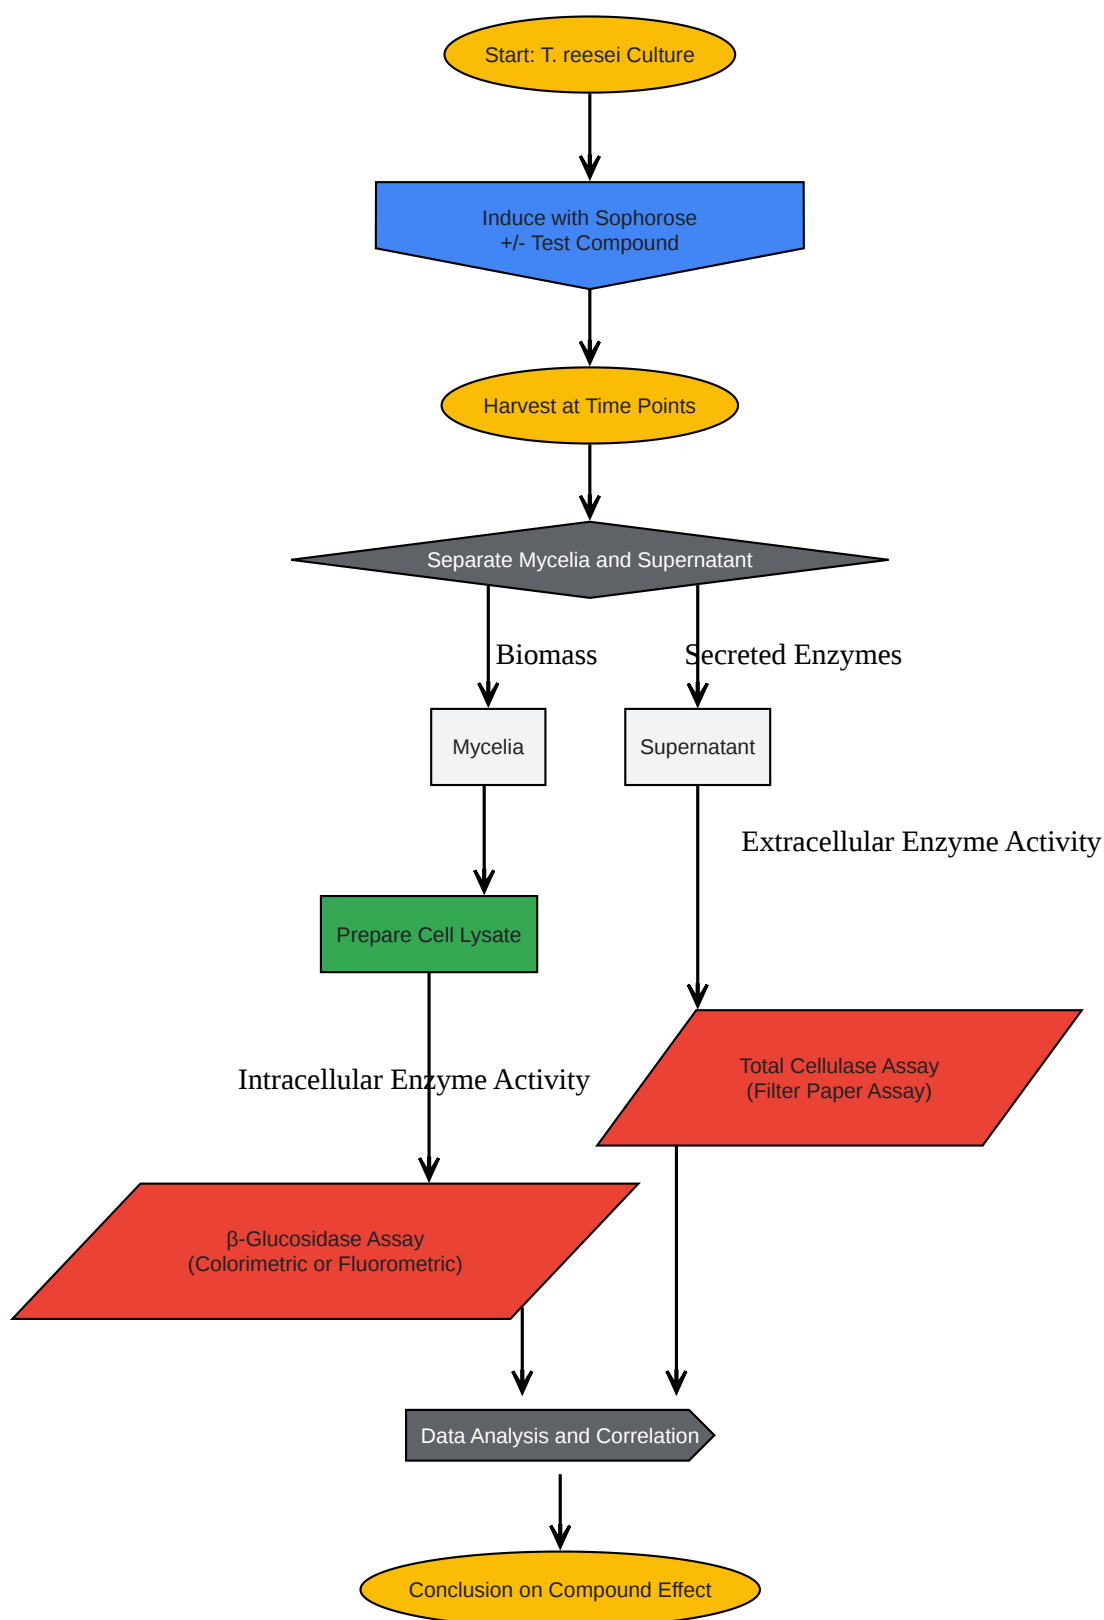 Start: T. reesei Culture
Induce with Sophorose
+/- Test Compound
Harvest at Time Points
Separate Mycelia and Supernatant
Biomass
Secreted Enzymes
Mycelia
Supernatant
Extracellular Enzyme Activity
Prepare Cell Lysate
Intracellular Enzyme Activity
Total Cellulase Assay
(Filter Paper Assay)
β-Glucosidase Assay
(Colorimetric or Fluorometric)
Data Analysis and Correlation
Conclusion on Compound Effect